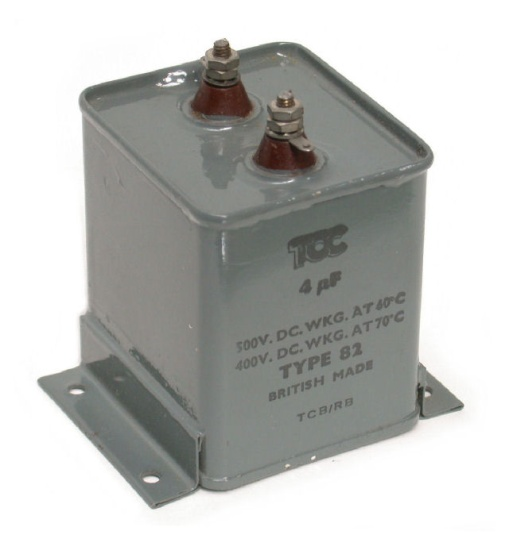 TCC
4 µF
500V. DC. WKG. AT 60°C
400V. DC. WKG. AT 70°C
TYPE 82
BRITISH MADE
TCB/RB